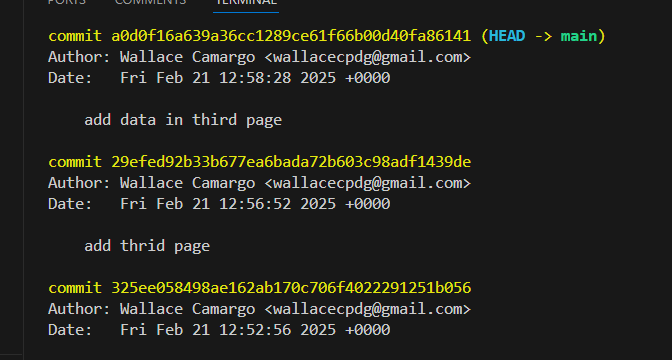 PORTS COMMENTS TERMINAL
commit a0d0f16a639a36cc1289ce61f66b00d40fa86141 (HEAD -> main)
Author: Wallace Camargo <wallacecpdg@gmail.com>
Date:   Fri Feb 21 12:58:28 2025 +0000
add data in third page
commit 29efed92b33b677ea6bada72b603c98adf1439de
Author: Wallace Camargo <wallacecpdg@gmail.com>
Date:   Fri Feb 21 12:56:52 2025 +0000
add thrid page
commit 325ee058498ae162ab170c706f4022291251b056
Author: Wallace Camargo <wallacecpdg@gmail.com>
Date:   Fri Feb 21 12:52:56 2025 +0000